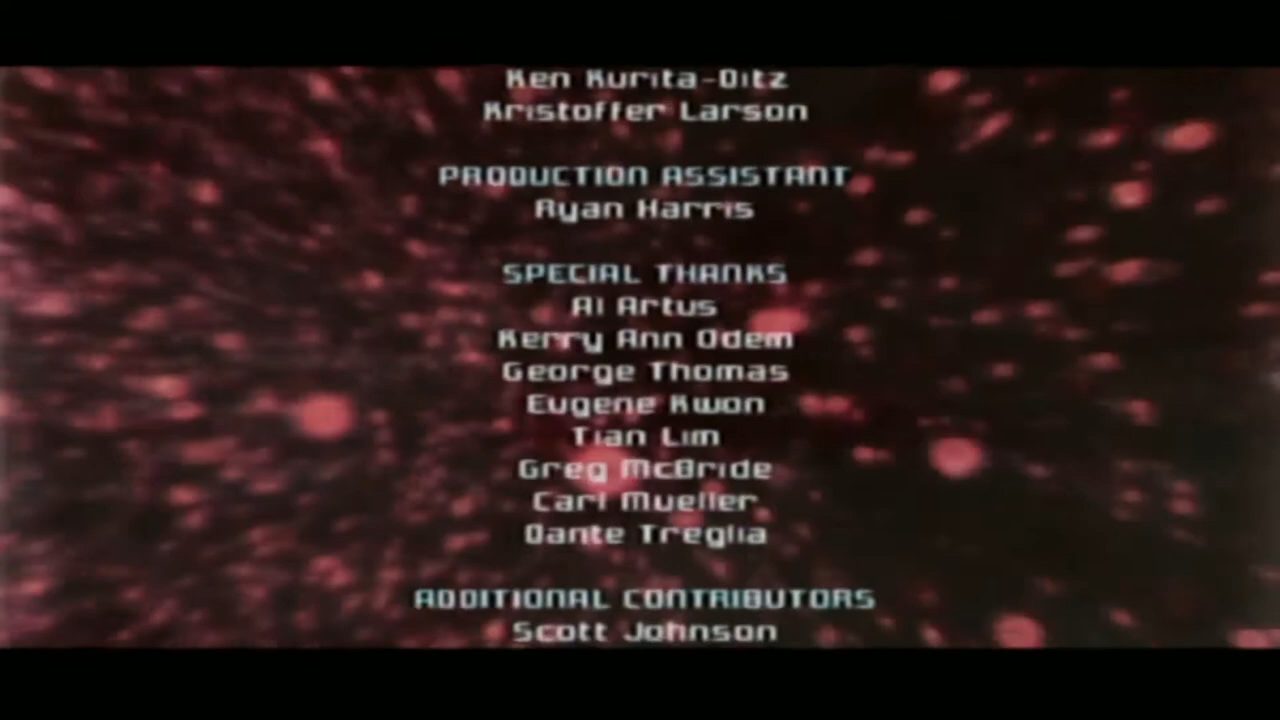 Ken Kurita-Ditz
Kristoffer Larson
PRODUCTION ASSISTANT
Ryan Harris
SPECIAL THANKS
Al Artus
Kerry Ann Odem
George Thomas
Eugene Kwon
Tian Lim
Greg McBride
Carl Mueller
Dante Treglia
ADDITIONAL CONTRIBUTORS
Scott Johnson